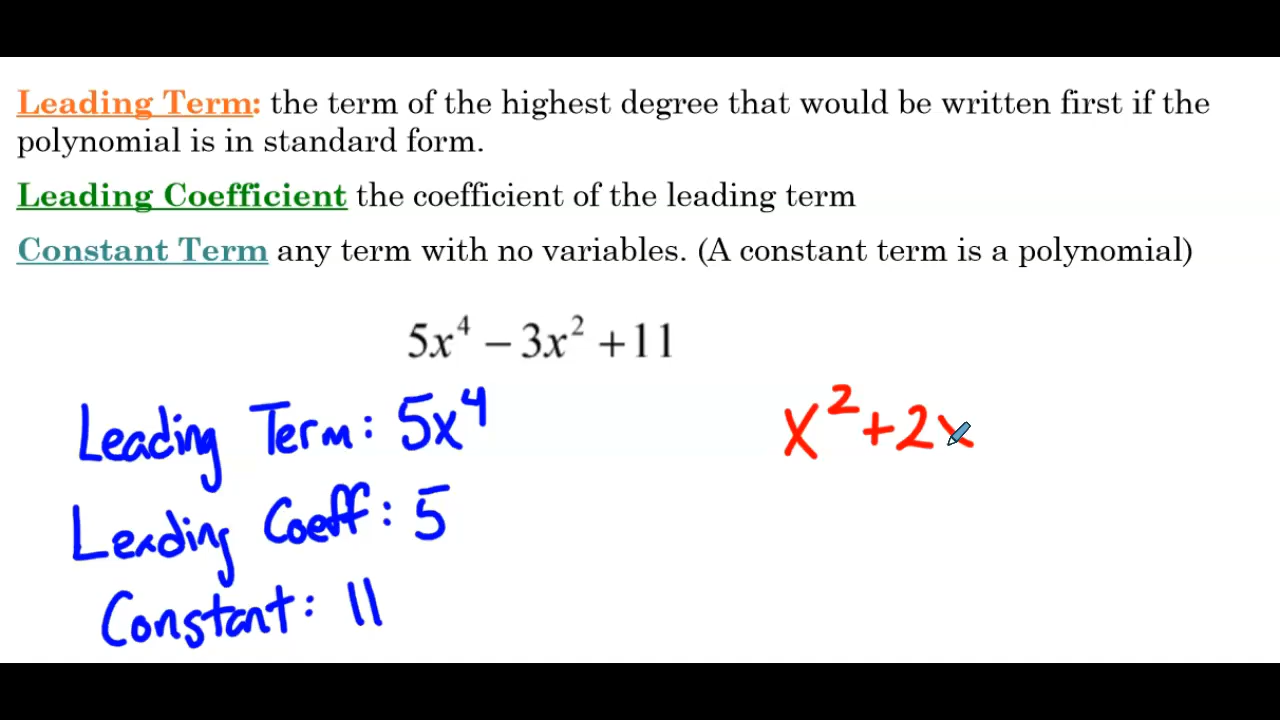 Leading Term: the term of the highest degree that would be written first if the
polynomial is in standard form.
Leading Coefficient the coefficient of the leading term
Constant Term any term with no variables. (A constant term is a polynomial)
5x⁴ − 3x² + 11
Leading Term: 5x⁴
x² + 2x
Leading Coeff: 5
Constant: 11